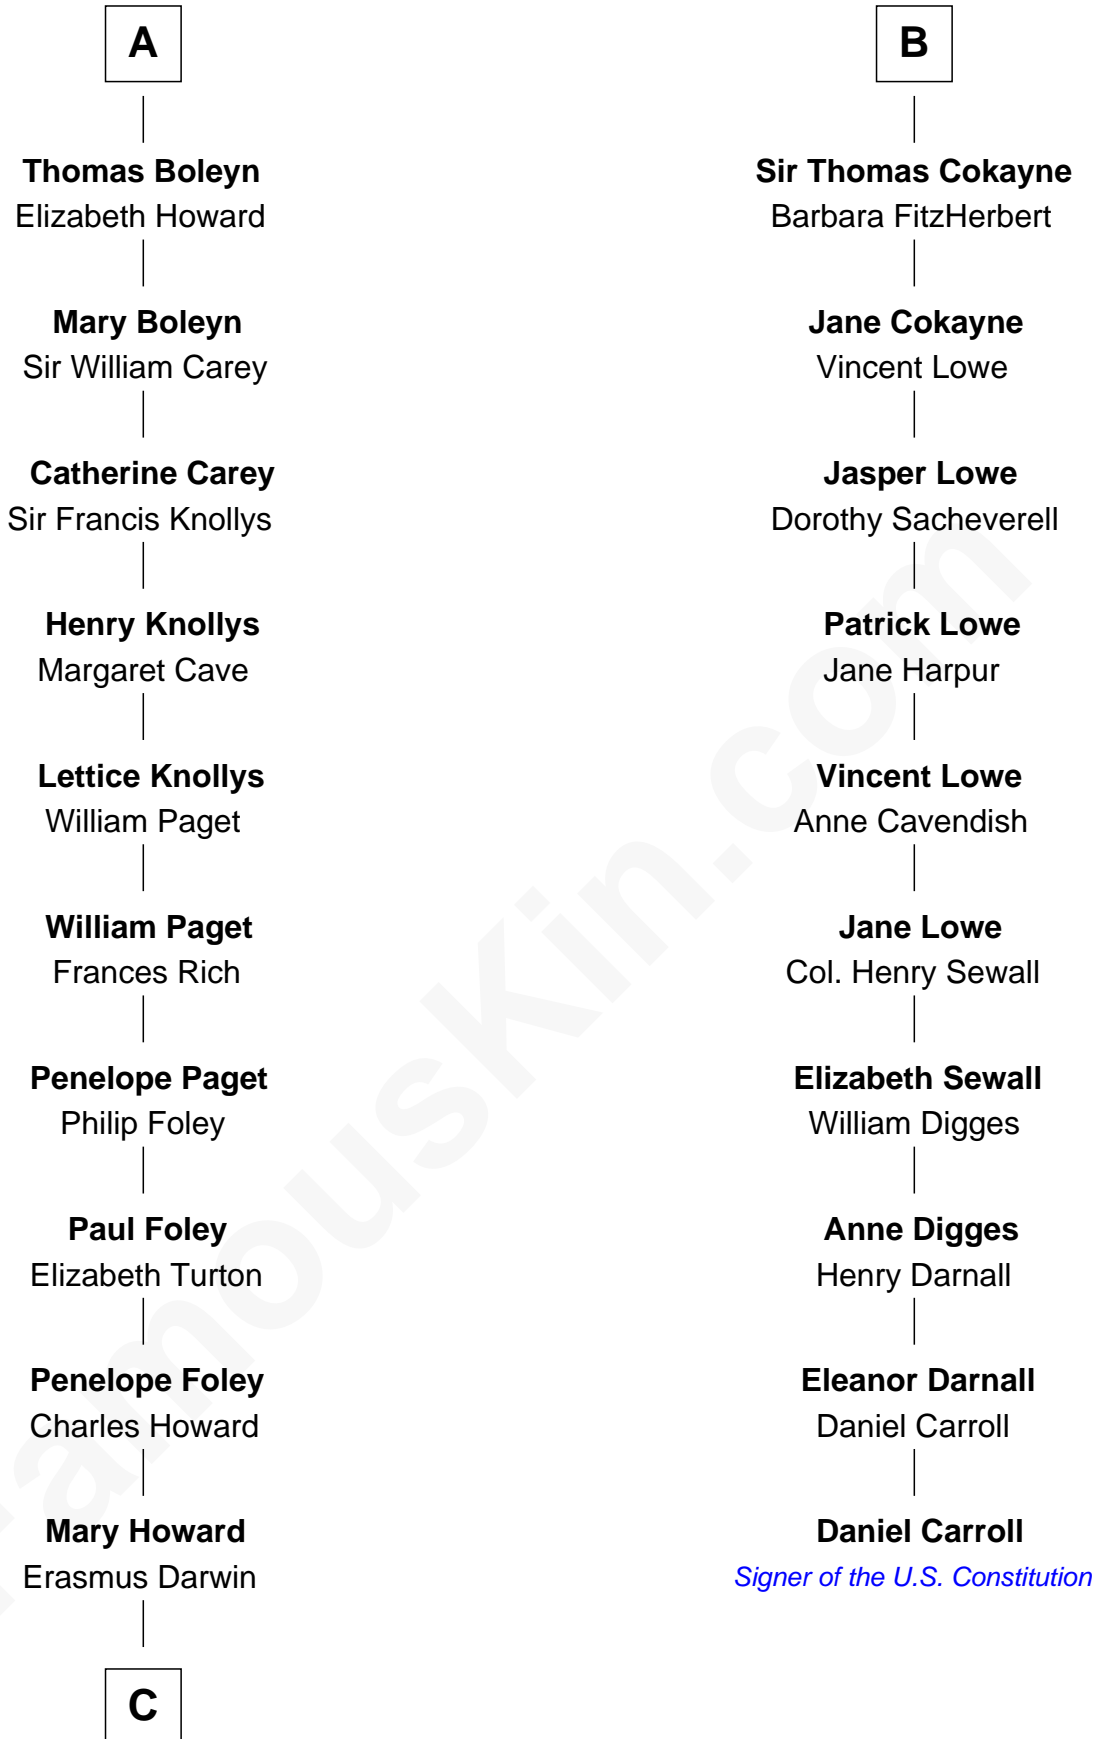 A
Thomas Boleyn
Elizabeth Howard
Mary Boleyn
Sir William Carey
Catherine Carey
Sir Francis Knollys
Henry Knollys
Margaret Cave
Lettice Knollys
William Paget
William Paget
Frances Rich
Penelope Paget
Philip Foley
Paul Foley
Elizabeth Turton
Penelope Foley
Charles Howard
Mary Howard
Erasmus Darwin
C
B
Sir Thomas Cokayne
Barbara FitzHerbert
Jane Cokayne
Vincent Lowe
Jasper Lowe
Dorothy Sacheverell
Patrick Lowe
Jane Harpur
Vincent Lowe
Anne Cavendish
Jane Lowe
Col. Henry Sewall
Elizabeth Sewall
William Digges
Anne Digges
Henry Darnall
Eleanor Darnall
Daniel Carroll
Daniel Carroll
Signer of the U.S. Constitution
FamousKin.com